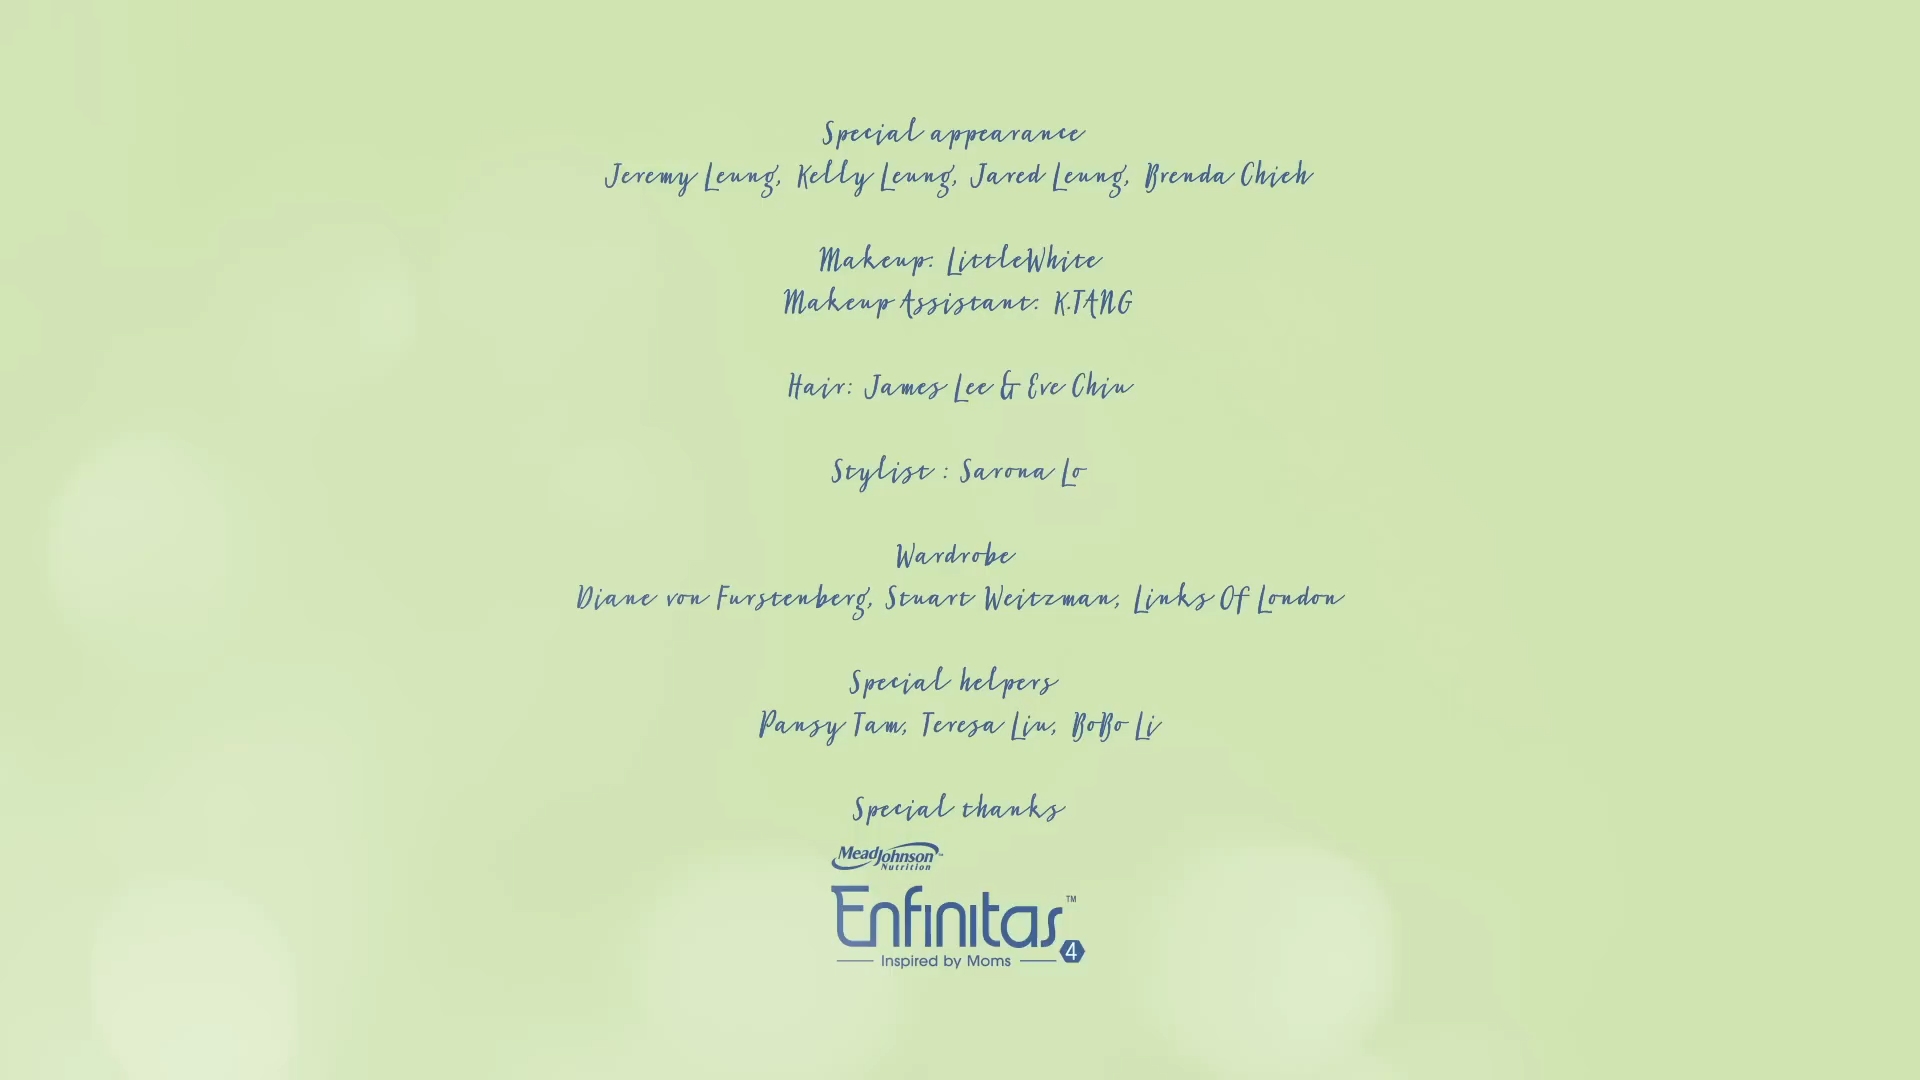 Special appearance
Jeremy Leung, Kelly Leung, Jared Leung, Brenda Chieh
Makeup: LittleWhite
Makeup Assistant: K.TANG
Hair: James Lee & Eve Chiu
Stylist : Sarona Lo
Wardrobe
Diane von Furstenberg, Stuart Weitzman, Links Of London
Special helpers
Pansy Tam, Teresa Liu, BoBo Li
Special thanks
MeadJohnson™
Nutrition
Enfinitas™ 4
Inspired by Moms